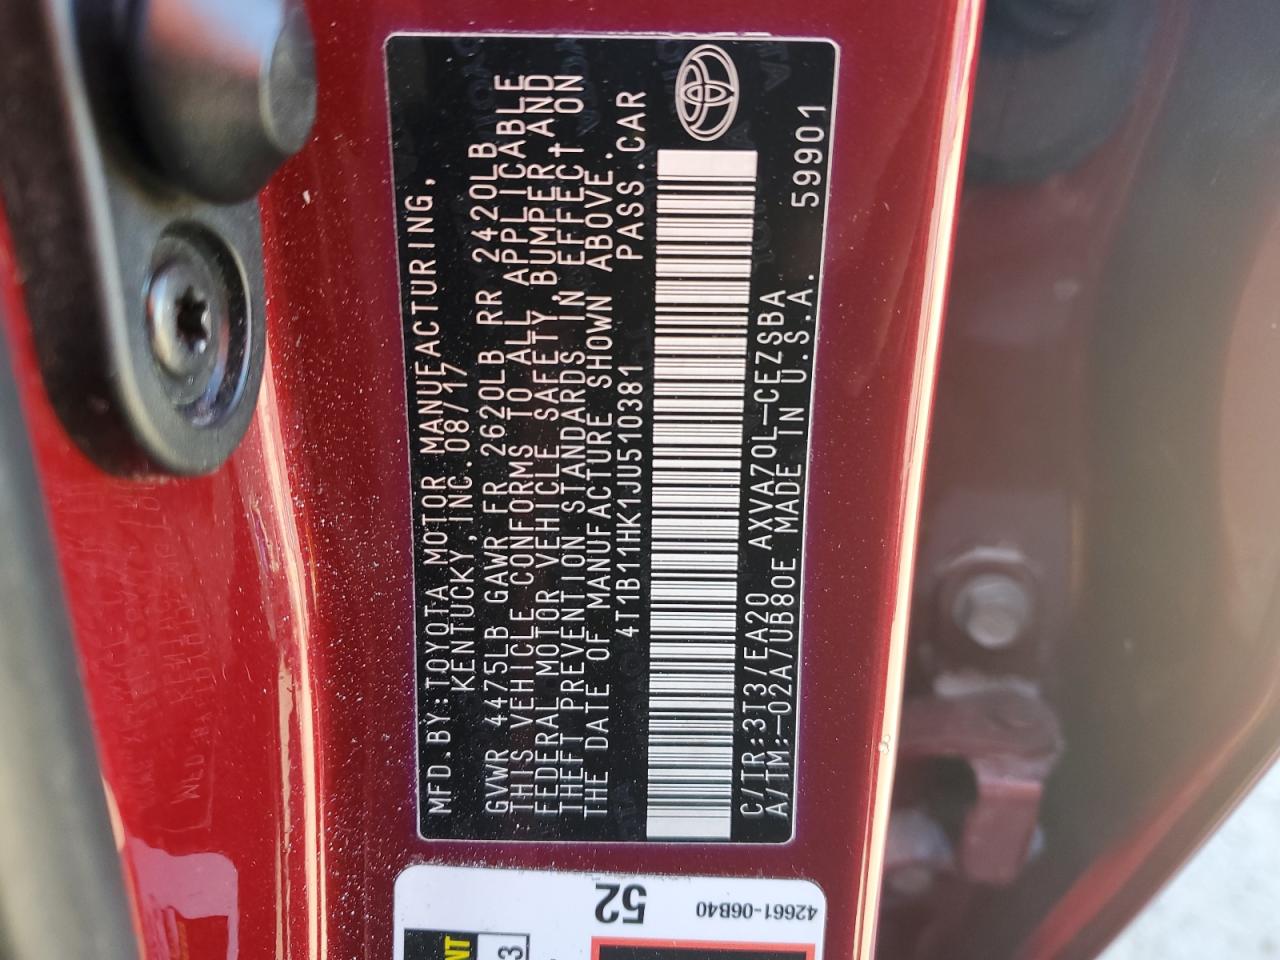 MFD.BY:TOYOTA MOTOR MANUFACTURING,
KENTUCKY,INC.08/17
GVWR 4475LB GAWR FR 2620LB RR 2420LB
THIS VEHICLE CONFORMS TO ALL APPLICABLE
FEDERAL MOTOR VEHICLE SAFETY, BUMPER,AND
THEFT PREVENTION STANDARDS IN EFFECT ON
THE DATE OF MANUFACTURE SHOWN ABOVE.
4T1B11HK1JU510381 PASS.CAR
C/TR:3T3/EA20 AXVA70L-CEZSBA 59901
A/TM:-02A/UB80E MADE IN U.S.A.
52
42661-06B40
3